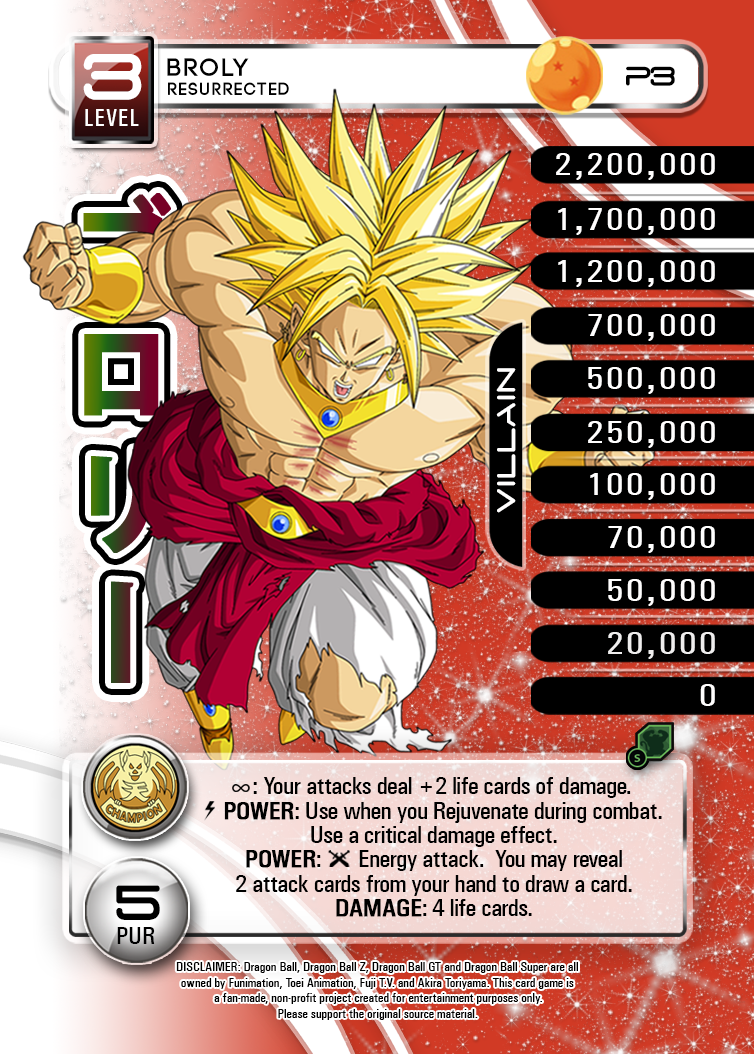 3
LEVEL
BROLY
RESURRECTED
P3
2,200,000
1,700,000
1,200,000
700,000
500,000
250,000
100,000
70,000
50,000
20,000
0
VILLAIN
ブロリー
CHAMPION
5
PUR
S
∞: Your attacks deal +2 life cards of damage.
POWER: Use when you Rejuvenate during combat.
Use a critical damage effect.
POWER: Energy attack. You may reveal
2 attack cards from your hand to draw a card.
DAMAGE: 4 life cards.
DISCLAIMER: Dragon Ball, Dragon Ball Z, Dragon Ball GT and Dragon Ball Super are all
owned by Funimation, Toei Animation, Fuji T.V. and Akira Toriyama. This card game is
a fan-made, non-profit project created for entertainment purposes only.
Please support the original source material.